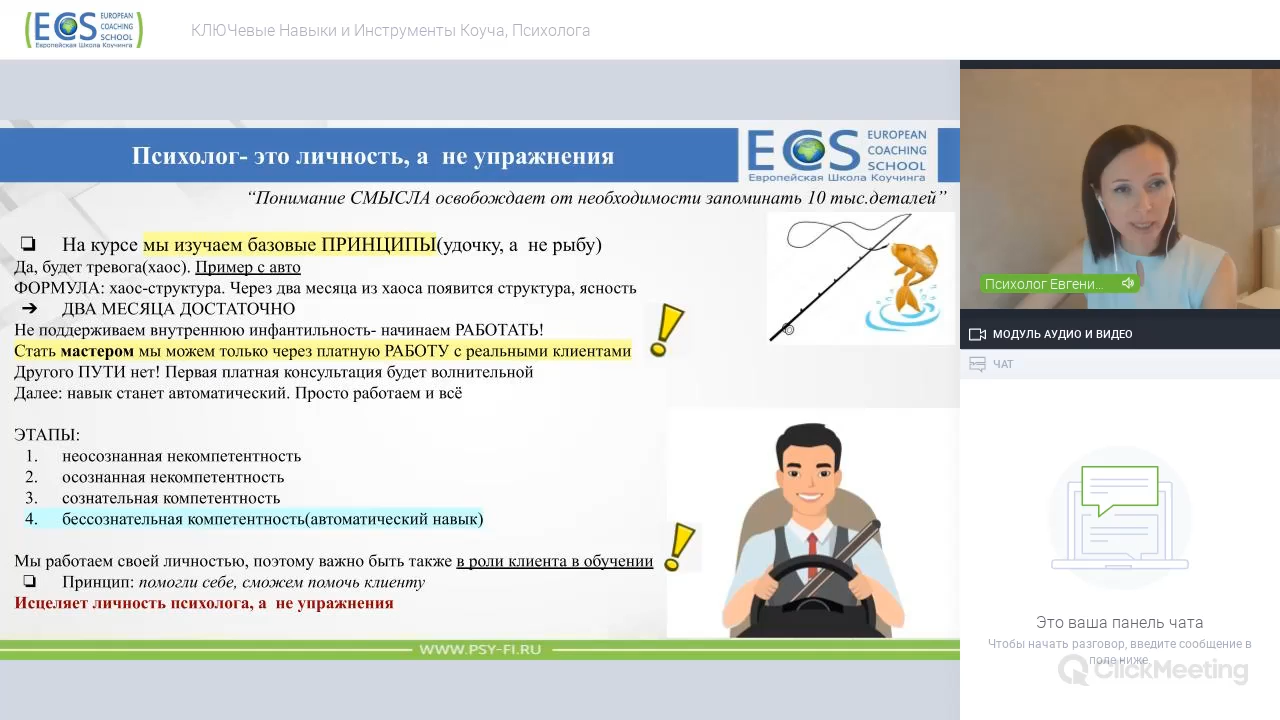 ECS EUROPEAN COACHING SCHOOL
Европейская Школа Коучинга
КЛЮЧевые Навыки и Инструменты Коуча, Психолога
Психолог- это личность, а не упражнения
ECS EUROPEAN COACHING SCHOOL
Европейская Школа Коучинга
“Понимание СМЫСЛА освобождает от необходимости запоминать 10 тыс.деталей”
❏ На курсе мы изучаем базовые ПРИНЦИПЫ(удочку, а не рыбу)
Да, будет тревога(хаос). Пример с авто
ФОРМУЛА: хаос-структура. Через два месяца из хаоса появится структура, ясность
➔ ДВА МЕСЯЦА ДОСТАТОЧНО
Не поддерживаем внутреннюю инфантильность- начинаем РАБОТАТЬ!
Стать мастером мы можем только через платную РАБОТУ с реальными клиентами
Другого ПУТИ нет! Первая платная консультация будет волнительной
Далее: навык станет автоматический. Просто работаем и всё
ЭТАПЫ:
1. неосознанная некомпетентность
2. осознанная некомпетентность
3. сознательная компетентность
4. бессознательная компетентность(автоматический навык)
Мы работаем своей личностью, поэтому важно быть также в роли клиента в обучении
❏ Принцип: помогли себе, сможем помочь клиенту
Исцеляет личность психолога, а не упражнения
WWW.PSY-FI.RU
Психолог Евгени...
МОДУЛЬ АУДИО И ВИДЕО
ЧАТ
Это ваша панель чата
Чтобы начать разговор, введите сообщение в
поле ниже
ClickMeeting